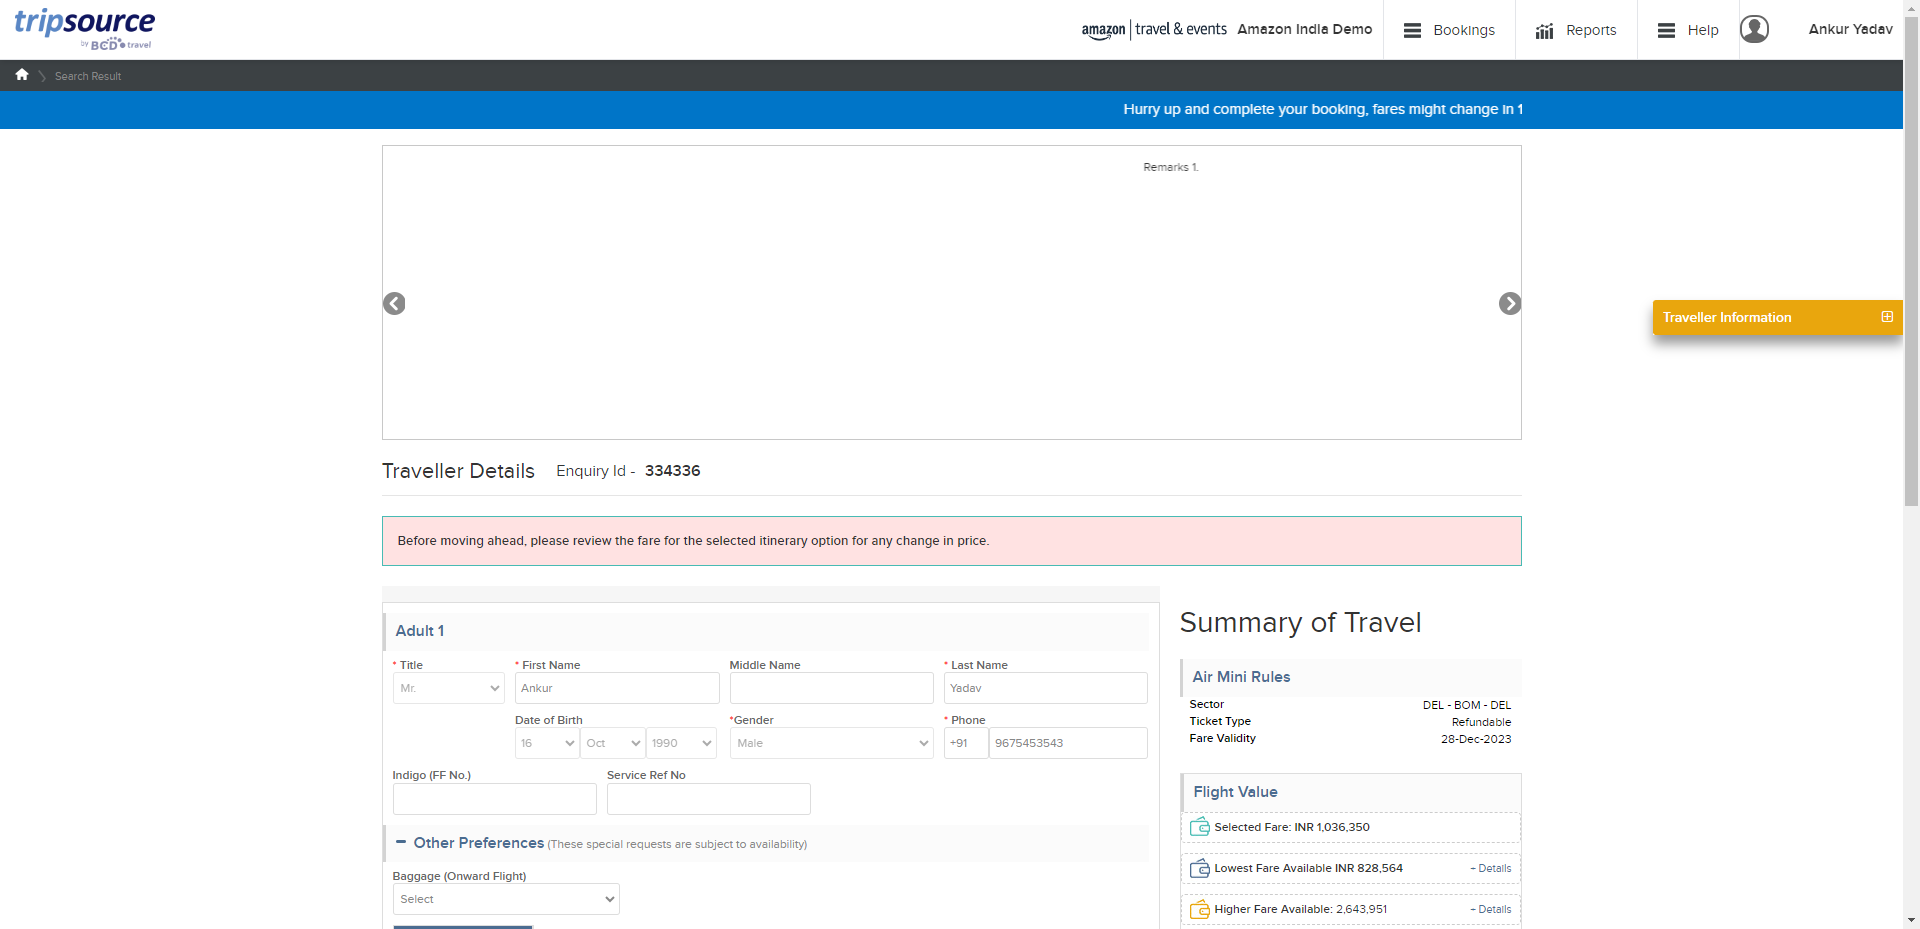 tripsource
by BCD travel
amazon | travel & events Amazon India Demo
Bookings
Reports
Help
Ankur Yadav
Search Result
Hurry up and complete your booking, fares might change in 1
Remarks 1.
Traveller Information
Traveller Details Enquiry Id - 334336
Before moving ahead, please review the fare for the selected itinerary option for any change in price.
Adult 1
* Title
* First Name
Middle Name
* Last Name
Mr.
Ankur
Yadav
Date of Birth
*Gender
* Phone
16
Oct
1990
Male
+91
9675453543
Indigo (FF No.)
Service Ref No
Other Preferences (These special requests are subject to availability)
Baggage (Onward Flight)
Select
Summary of Travel
Air Mini Rules
Sector DEL - BOM - DEL
Ticket Type Refundable
Fare Validity 28-Dec-2023
Flight Value
Selected Fare: INR 1,036,350
Lowest Fare Available INR 828,564 + Details
Higher Fare Available: 2,643,951 + Details